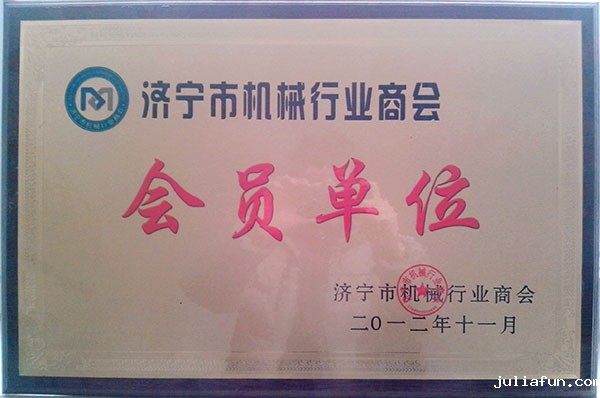 济宁市机械行业商会
会员单位
济宁市机械行业商会
二〇一二年十一月
juliafun.com